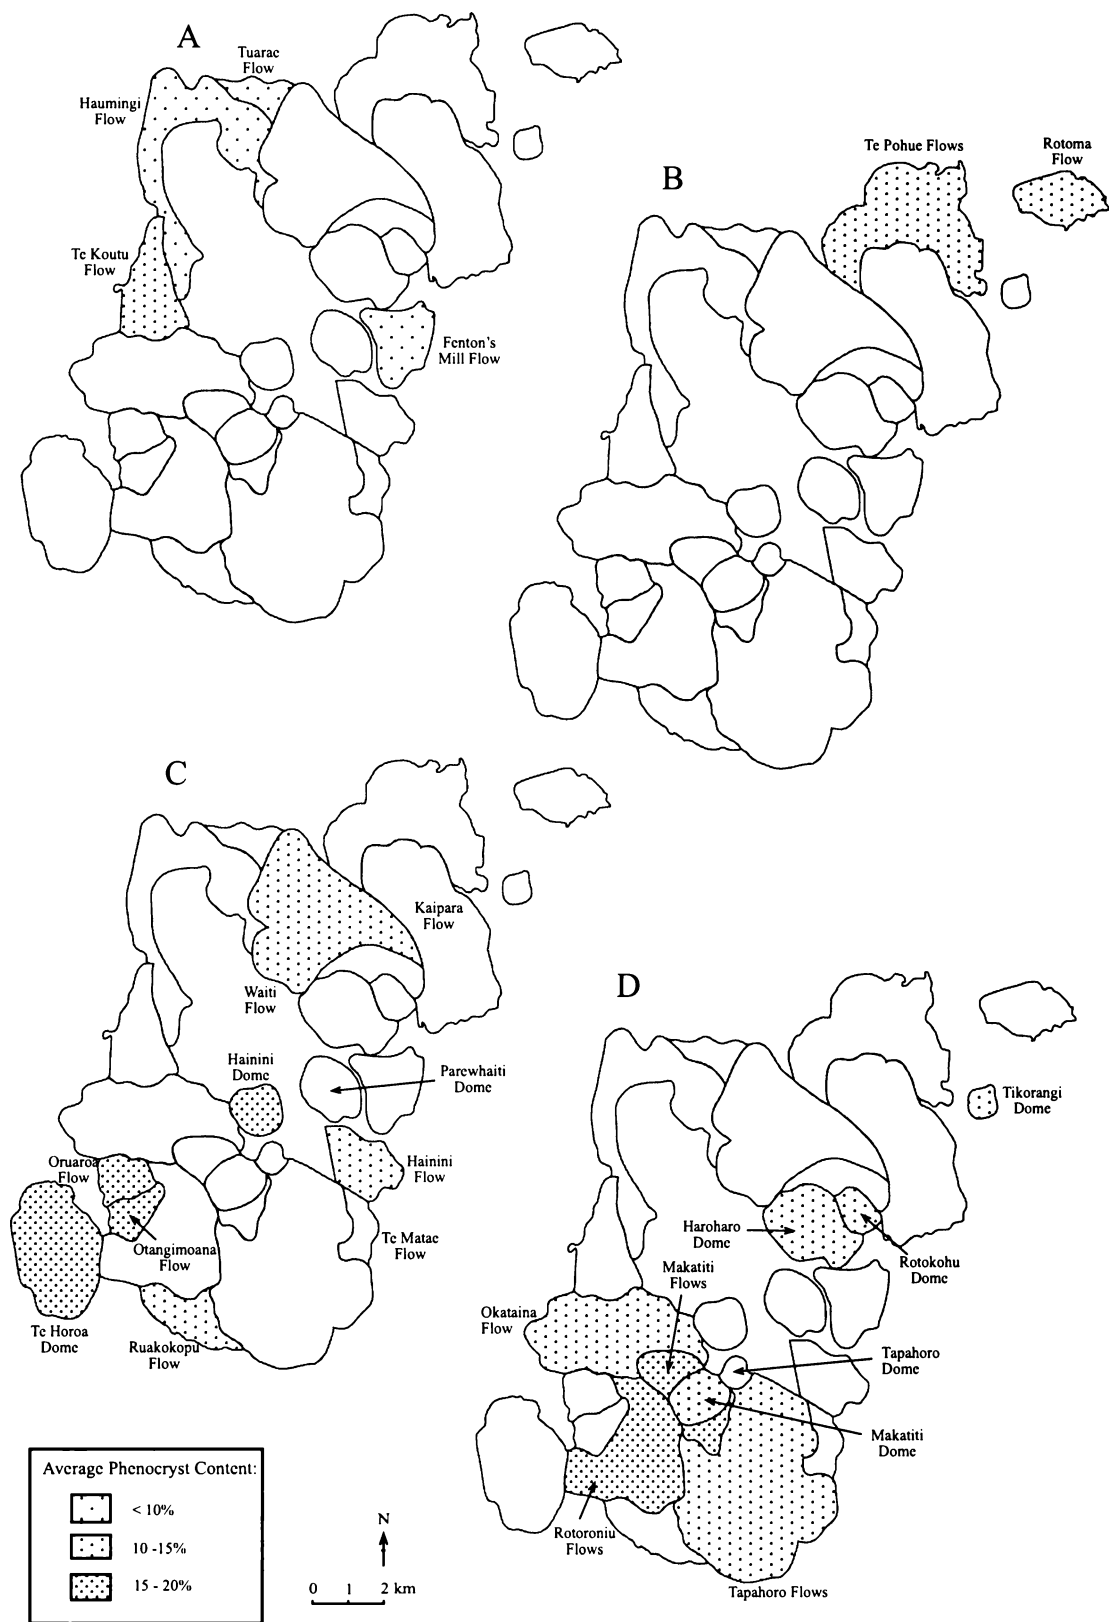 A
Tuarac
Flow
Haumingi
Flow
Te Koutu
Flow
Fenton's
Mill Flow
B
Te Pohue Flows
Rotoma
Flow
C
Kaipara
Flow
Waiti
Flow
Hainini
Dome
Parewhaiti
Dome
Oruaroa
Flow
Hainini
Flow
Otangimoana
Flow
Te Matae
Flow
Te Horoa
Dome
Ruakokopu
Flow
D
Tikorangi
Dome
Haroharo
Dome
Rotokohu
Dome
Makatiti
Flows
Okataina
Flow
Tapahoro
Dome
Makatiti
Dome
Rotoroniu
Flows
Tapahoro Flows
Average Phenocryst Content:
< 10%
10 -15%
15 - 20%
N
0 1 2 km